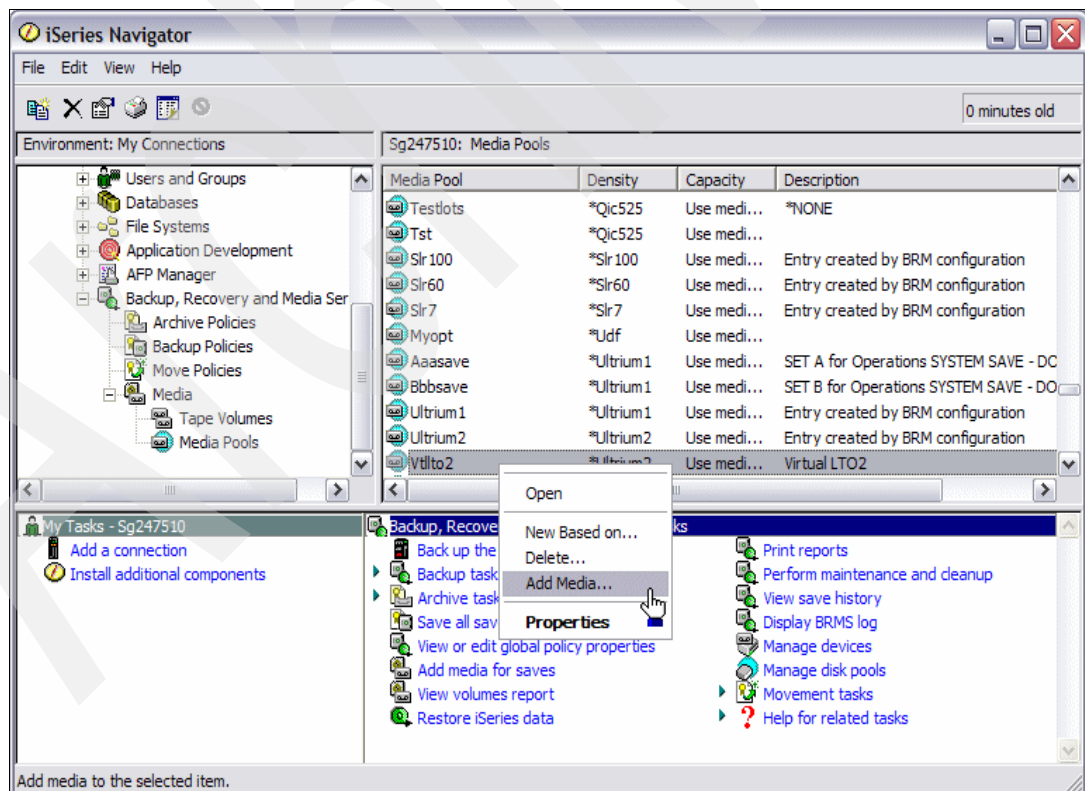 iSeries Navigator
File Edit View Help
0 minutes old
Environment: My Connections
Sg247510: Media Pools
Users and Groups
Databases
File Systems
Application Development
AFP Manager
Backup, Recovery and Media Ser
Archive Policies
Backup Policies
Move Policies
Media
Tape Volumes
Media Pools
Media Pool Density Capacity Description
Testlots *Qic525 Use medi... *NONE
Tst *Qic525 Use medi...
Slr100 *Slr100 Use medi... Entry created by BRM configuration
Slr60 *Slr60 Use medi... Entry created by BRM configuration
Slr7 *Slr7 Use medi... Entry created by BRM configuration
Myopt *Udf Use medi...
Aaasave *Ultrium1 Use medi... SET A for Operations SYSTEM SAVE - DO
Bbbsave *Ultrium1 Use medi... SET B for Operations SYSTEM SAVE - DO
Ultrium1 *Ultrium1 Use medi... Entry created by BRM configuration
Ultrium2 *Ultrium2 Use medi... Entry created by BRM configuration
Vtllto2 *Ultrium2 Use medi... Virtual LTO2
Open
New Based on...
Delete...
Add Media...
Properties
My Tasks - Sg247510
Add a connection
Install additional components
Backup, Recove ks
Back up the
Backup task
Archive task
Save all sav
View or edit global policy properties
Add media for saves
View volumes report
Restore iSeries data
Print reports
Perform maintenance and cleanup
View save history
Display BRMS log
Manage devices
Manage disk pools
Movement tasks
Help for related tasks
Add media to the selected item.